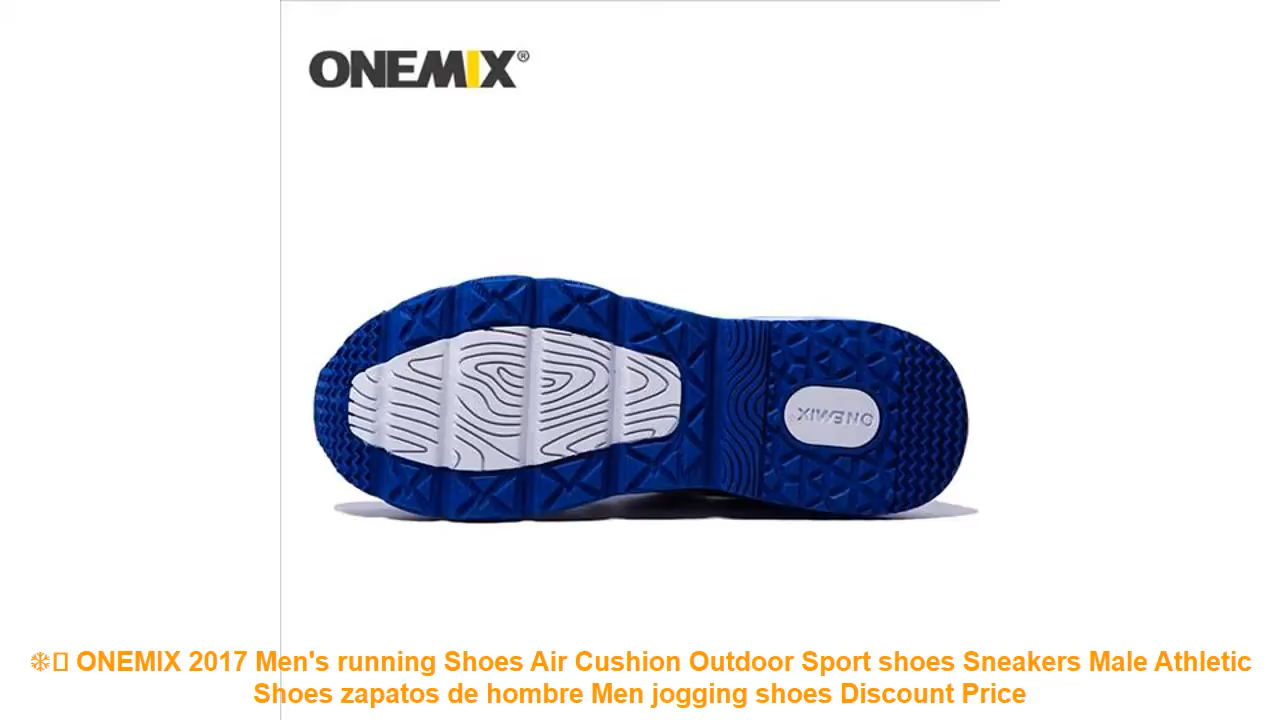 ONEMIX®
ONEMIX
❄ ONEMIX 2017 Men's running Shoes Air Cushion Outdoor Sport shoes Sneakers Male Athletic
Shoes zapatos de hombre Men jogging shoes Discount Price